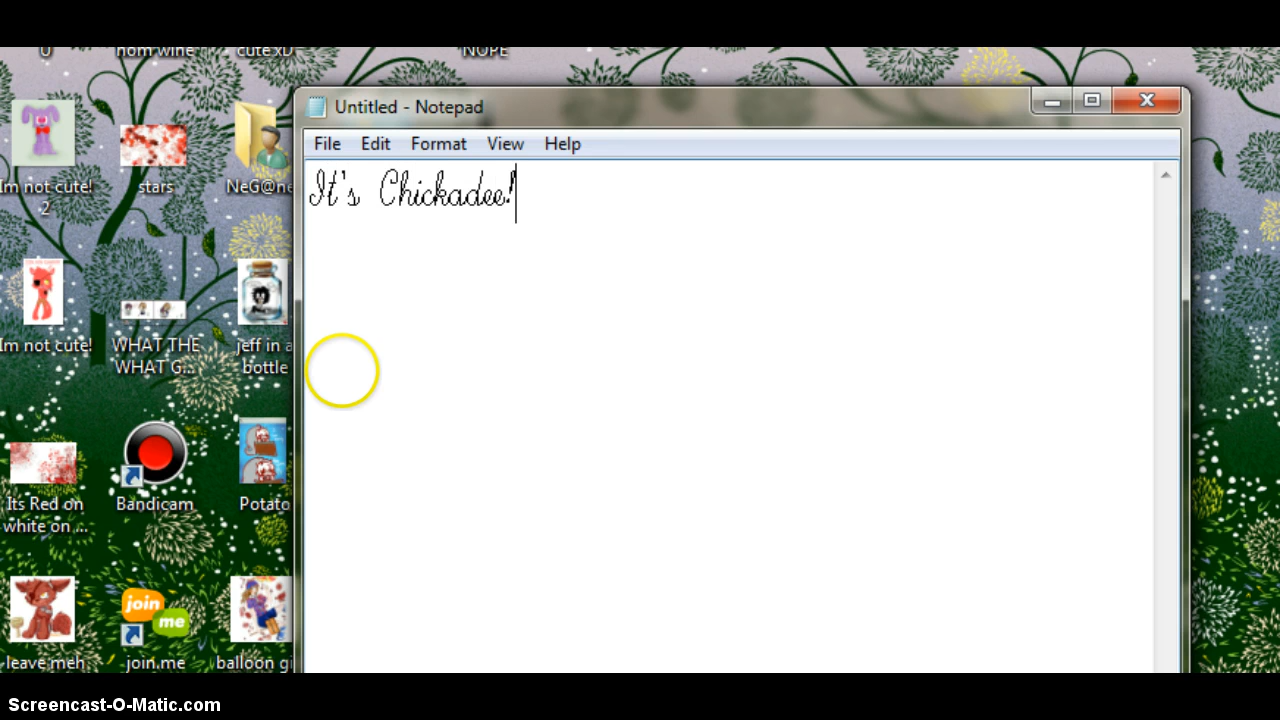 U
nom wine
cute xD
NOPE
Untitled - Notepad
File Edit Format View Help
It's Chickadee!
Im not cute!
2
stars
NeG@ne
Im not cute!
WHAT THE
WHAT G...
jeff in a
bottle
Its Red on
white on ...
Bandicam
Potato
join
me
leave meh
join.me
balloon gi
Screencast-O-Matic.com